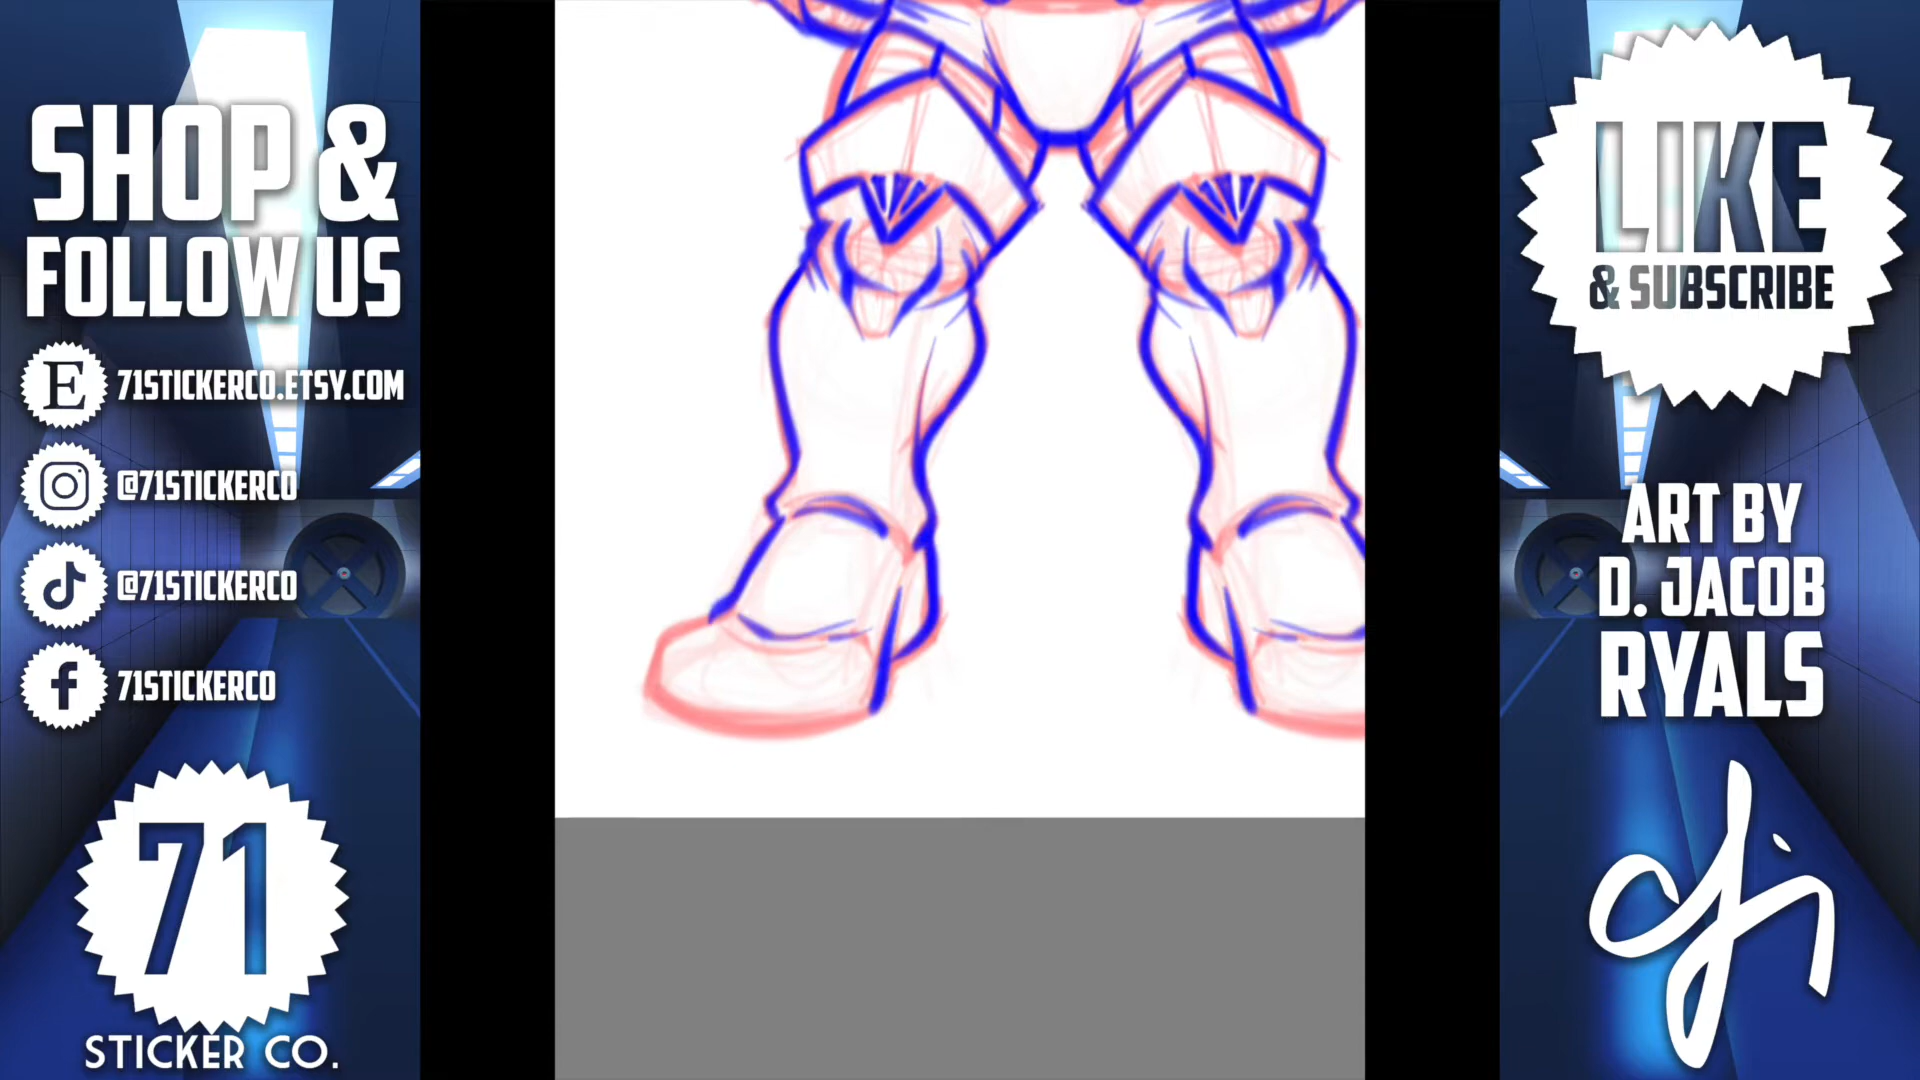 SHOP &
FOLLOW US
E 71STICKERCO.ETSY.COM
@71STICKERCO
@71STICKERCO
f 71STICKERCO
71
STICKER CO.
LIKE
& SUBSCRIBE
ART BY
D. JACOB
RYALS